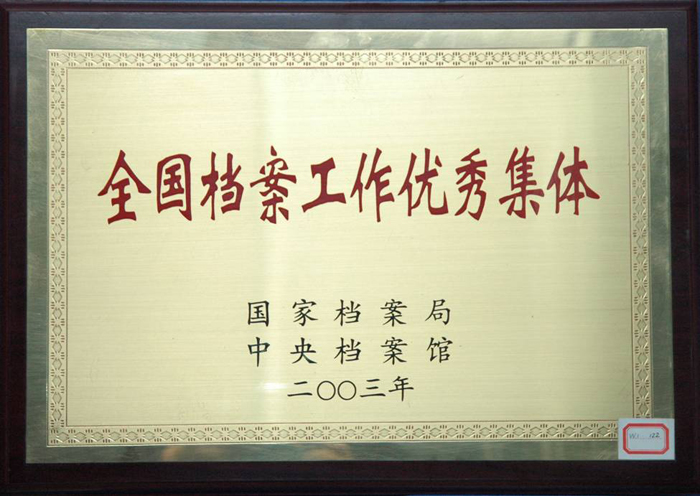 全国档案工作优秀集体
国家档案局
中央档案馆
二〇〇三年